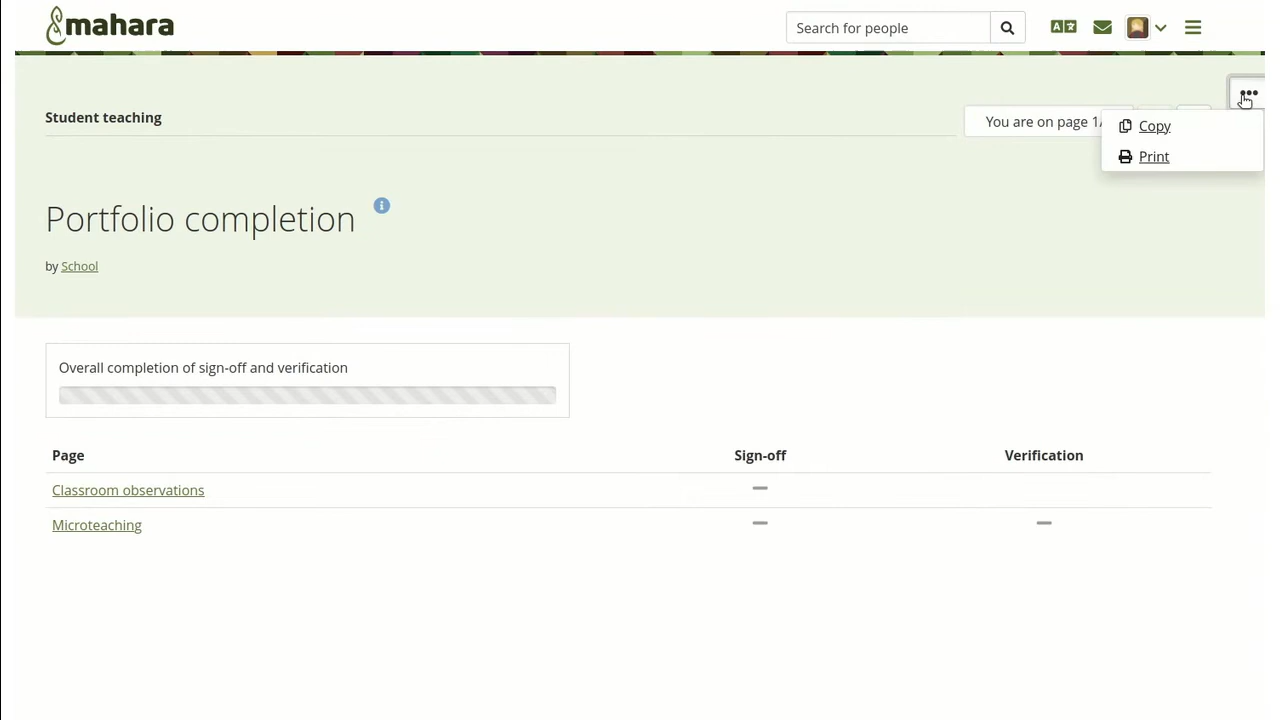 mahara
Search for people
Student teaching
You are on page 1/
Copy
Print
Portfolio completion
by School
Overall completion of sign-off and verification
Page Sign-off Verification
Classroom observations
Microteaching